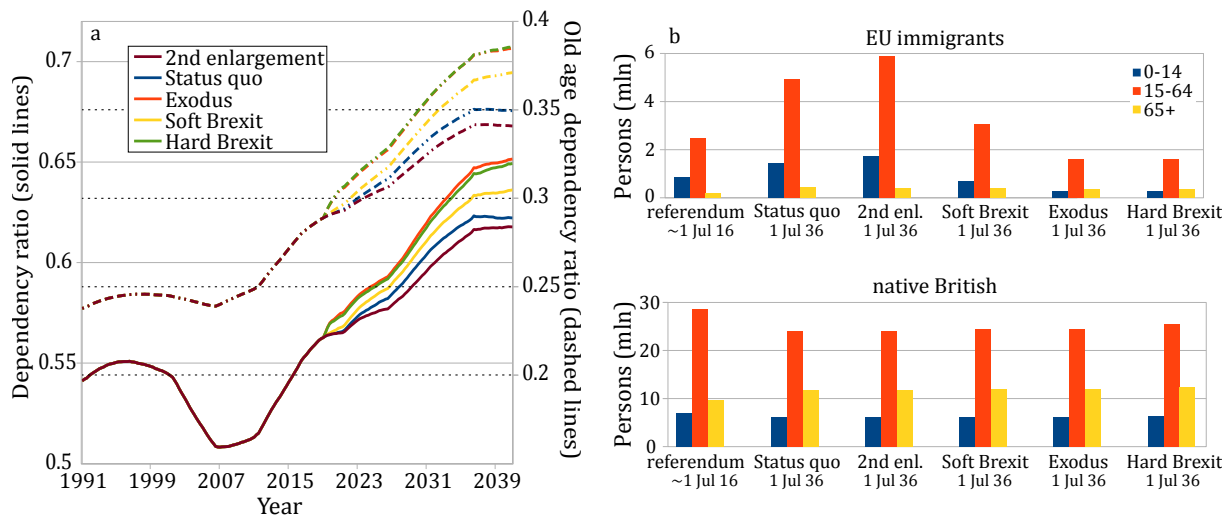 a
Dependency ratio (solid lines)
0.7
0.65
0.6
0.55
0.5
2nd enlargement
Status quo
Exodus
Soft Brexit
Hard Brexit
0.4
0.35
0.3
0.25
0.2
Old age dependency ratio (dashed lines)
1991 1999 2007 2015 2023 2031 2039
Year
b
EU immigrants
Persons (mln)
6
4
2
0
0-14
15-64
65+
referendum Status quo 2nd enl. Soft Brexit Exodus Hard Brexit
~1 Jul 16 1 Jul 36 1 Jul 36 1 Jul 36 1 Jul 36 1 Jul 36
native British
Persons (mln)
30
20
10
0
referendum Status quo 2nd enl. Soft Brexit Exodus Hard Brexit
~1 Jul 16 1 Jul 36 1 Jul 36 1 Jul 36 1 Jul 36 1 Jul 36